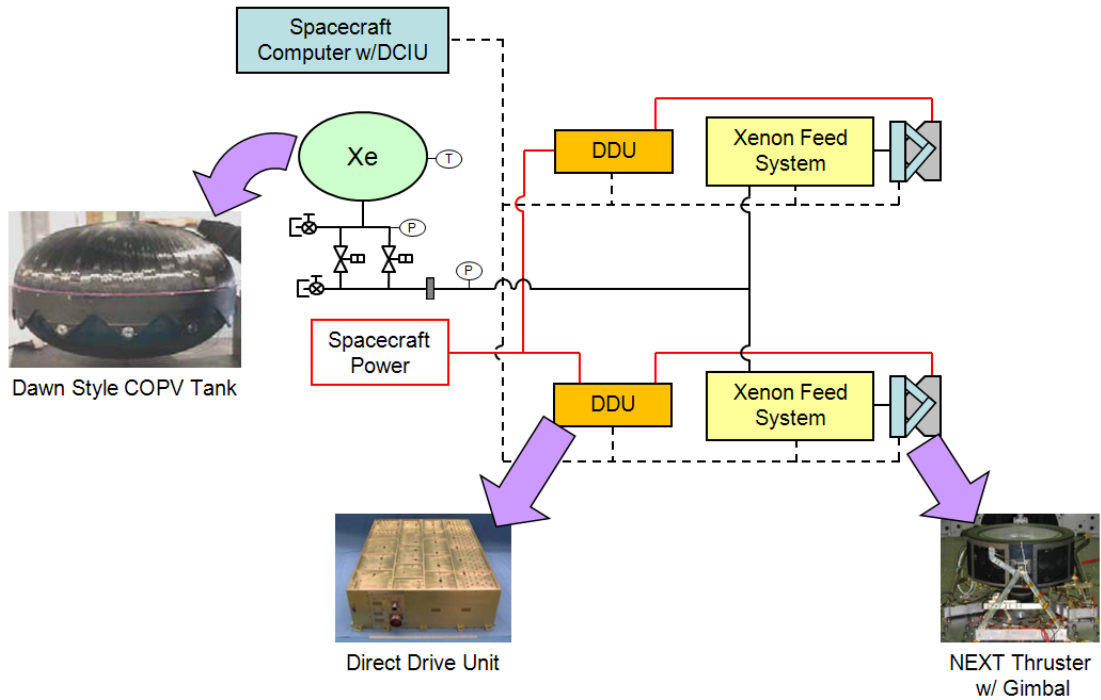 Spacecraft
Computer w/DCIU
Xe
T
DDU
Xenon Feed
System
P
P
Spacecraft
Power
DDU
Xenon Feed
System
Dawn Style COPV Tank
Direct Drive Unit
NEXT Thruster
w/ Gimbal